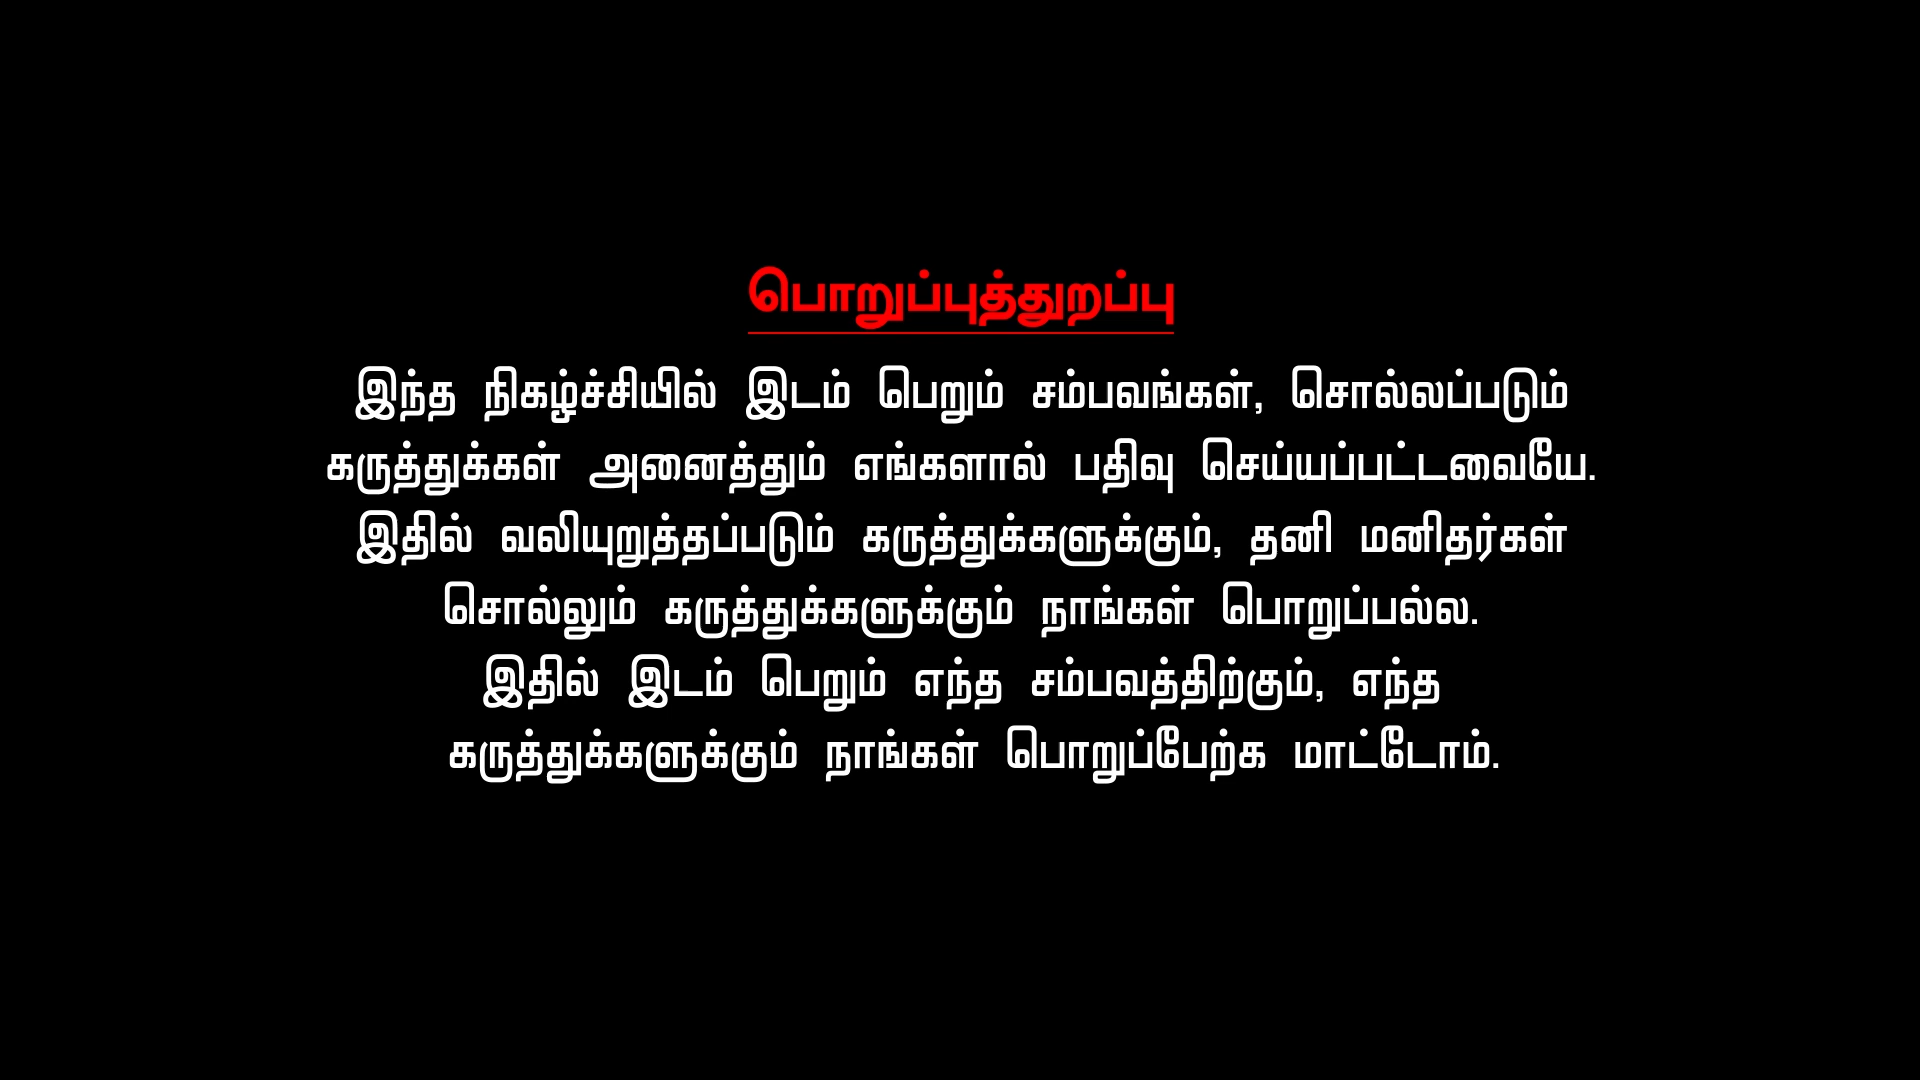 பொறுப்புத்துறப்பு
இந்த நிகழ்ச்சியில் இடம் பெறும் சம்பவங்கள், சொல்லப்படும்
கருத்துக்கள் அனைத்தும் எங்களால் பதிவு செய்யப்பட்டவையே.
இதில் வலியுறுத்தப்படும் கருத்துக்களுக்கும், தனி மனிதர்கள்
சொல்லும் கருத்துக்களுக்கும் நாங்கள் பொறுப்பல்ல.
இதில் இடம் பெறும் எந்த சம்பவத்திற்கும், எந்த
கருத்துக்களுக்கும் நாங்கள் பொறுப்பேற்க மாட்டோம்.